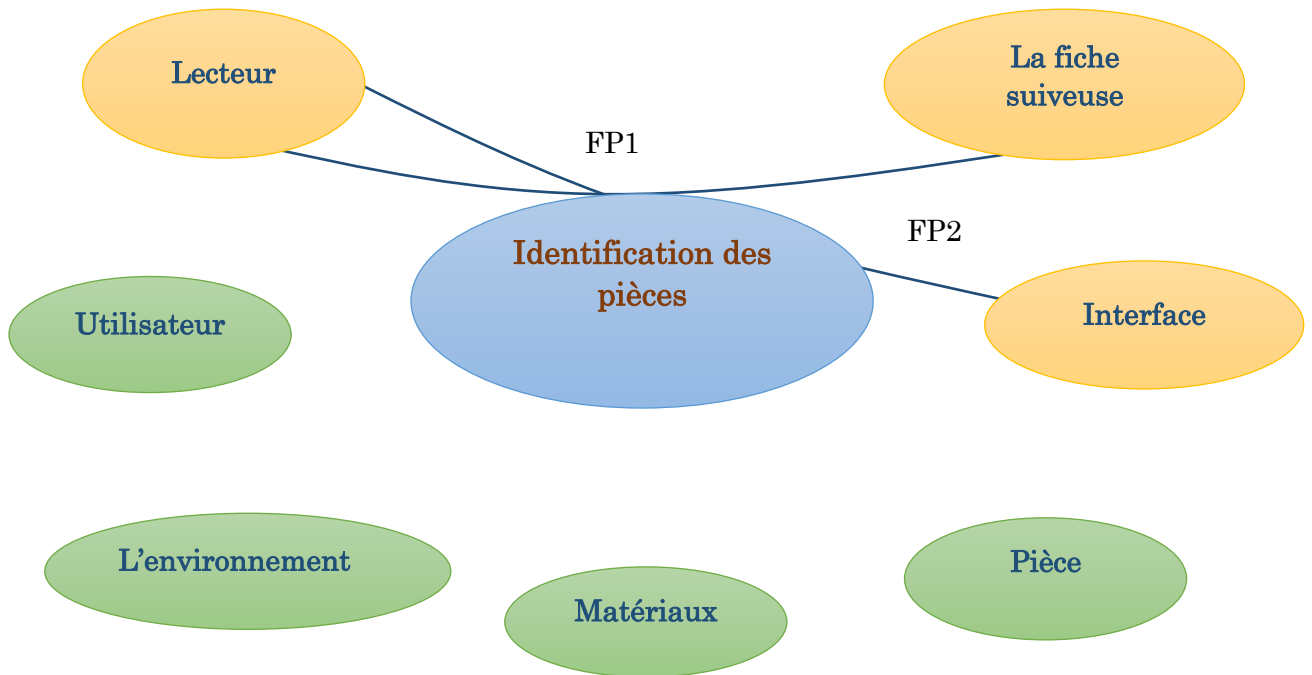 Lecteur
La fiche
suiveuse
FP1
FP2
Identification des
pièces
Utilisateur
Interface
L'environnement
Matériaux
Pièce